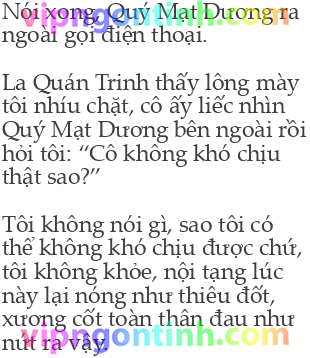 Nói xong, Quý Mạt Dương ra
ngoài gọi điện thoại.
La Quán Trinh thấy lông mày
tôi nhíu chặt, cô ấy liếc nhìn
Quý Mạt Dương bên ngoài rồi
hỏi tôi: “Cô không khó chịu
thật sao?”
Tôi không nói gì, sao tôi có
thể không khó chịu được chứ,
tôi không khỏe, nội tạng lúc
này lại nóng như thiêu đốt,
xương cốt toàn thân đau như
nứt ra vậy.
vipngontinh.com
vipngontinh.com